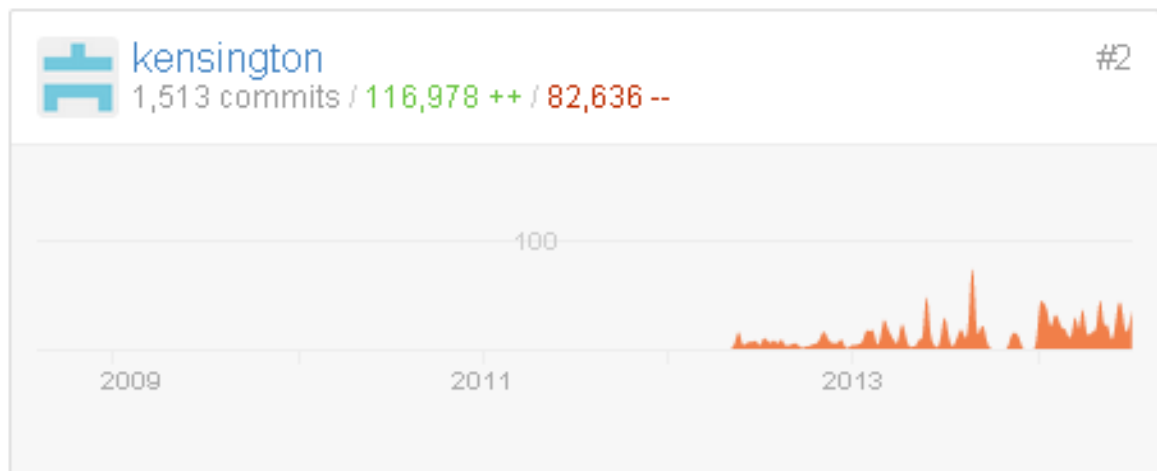 kensington #2
1,513 commits / 116,978 ++ / 82,636 --
100
2009 2011 2013